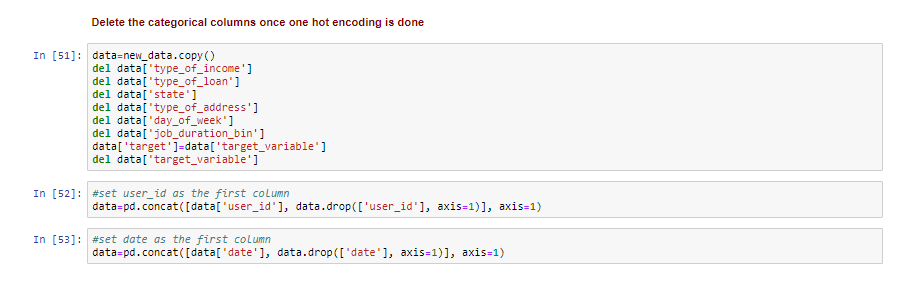 Delete the categorical columns once one hot encoding is done
In [51]: data=new_data.copy()
del data['type_of_income']
del data['type_of_loan']
del data['state']
del data['type_of_address']
del data['day_of_week']
del data['job_duration_bin']
data['target']=data['target_variable']
del data['target_variable']
In [52]: #set user_id as the first column
data=pd.concat([data['user_id'], data.drop(['user_id'], axis=1)], axis=1)
In [53]: #set date as the first column
data=pd.concat([data['date'], data.drop(['date'], axis=1)], axis=1)